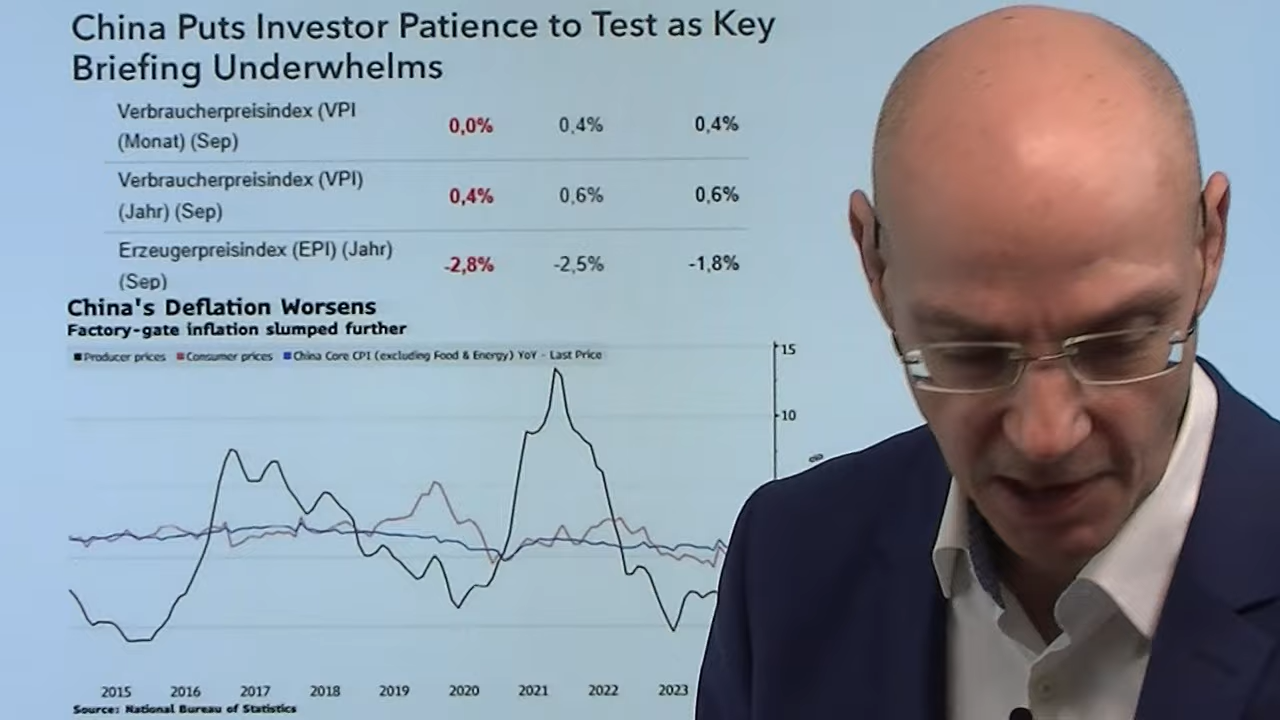 China Puts Investor Patience to Test as Key
Briefing Underwhelms
Verbraucherpreisindex (VPI
(Monat) (Sep)
0,0%
0,4%
0,4%
Verbraucherpreisindex (VPI)
(Jahr) (Sep)
0,4%
0,6%
0,6%
Erzeugerpreisindex (EPI) (Jahr)
(Sep)
-2,8%
-2,5%
-1,8%
China's Deflation Worsens
Factory-gate inflation slumped further
Producer prices Consumer prices China Core CPI (excluding Food & Energy) YoY - Last Price
15
10
2015 2016 2017 2018 2019 2020 2021 2022 2023
Source: National Bureau of Statistics